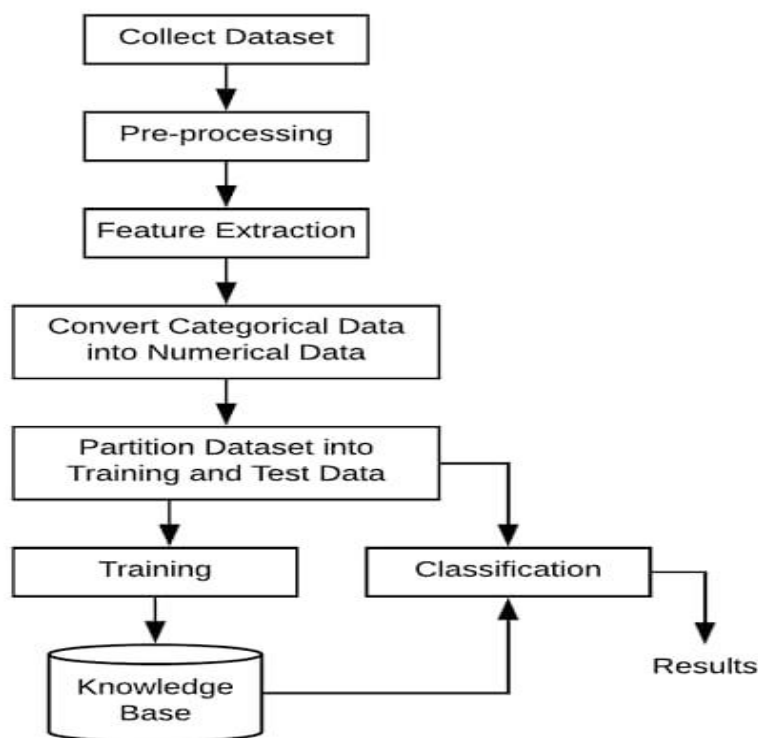 Collect Dataset
Pre-processing
Feature Extraction
Convert Categorical Data
into Numerical Data
Partition Dataset into
Training and Test Data
Training
Classification
Results
Knowledge
Base